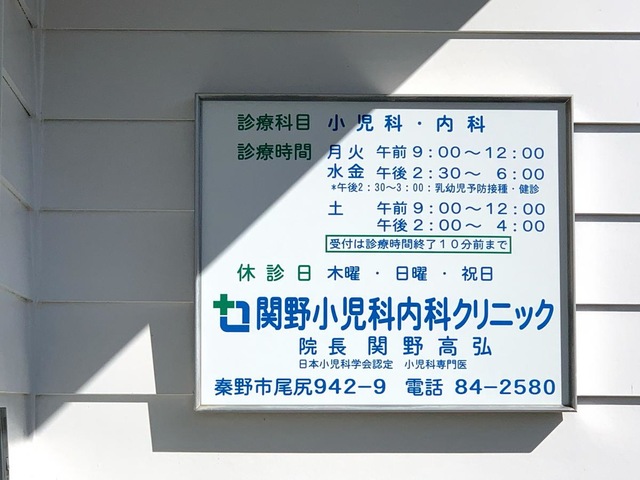 診療科目 小児科・内科
診療時間 月火 午前9:00～12:00
水金 午後2:30～ 6:00
*午後2:30～3:00:乳幼児予防接種・健診
土 午前9:00～12:00
午後2:00～ 4:00
受付は診療時間終了10分前まで
休診日 木曜・日曜・祝日
関野小児科内科クリニック
院長 関野高弘
日本小児科学会認定 小児科専門医
秦野市尾尻942-9 電話 84-2580